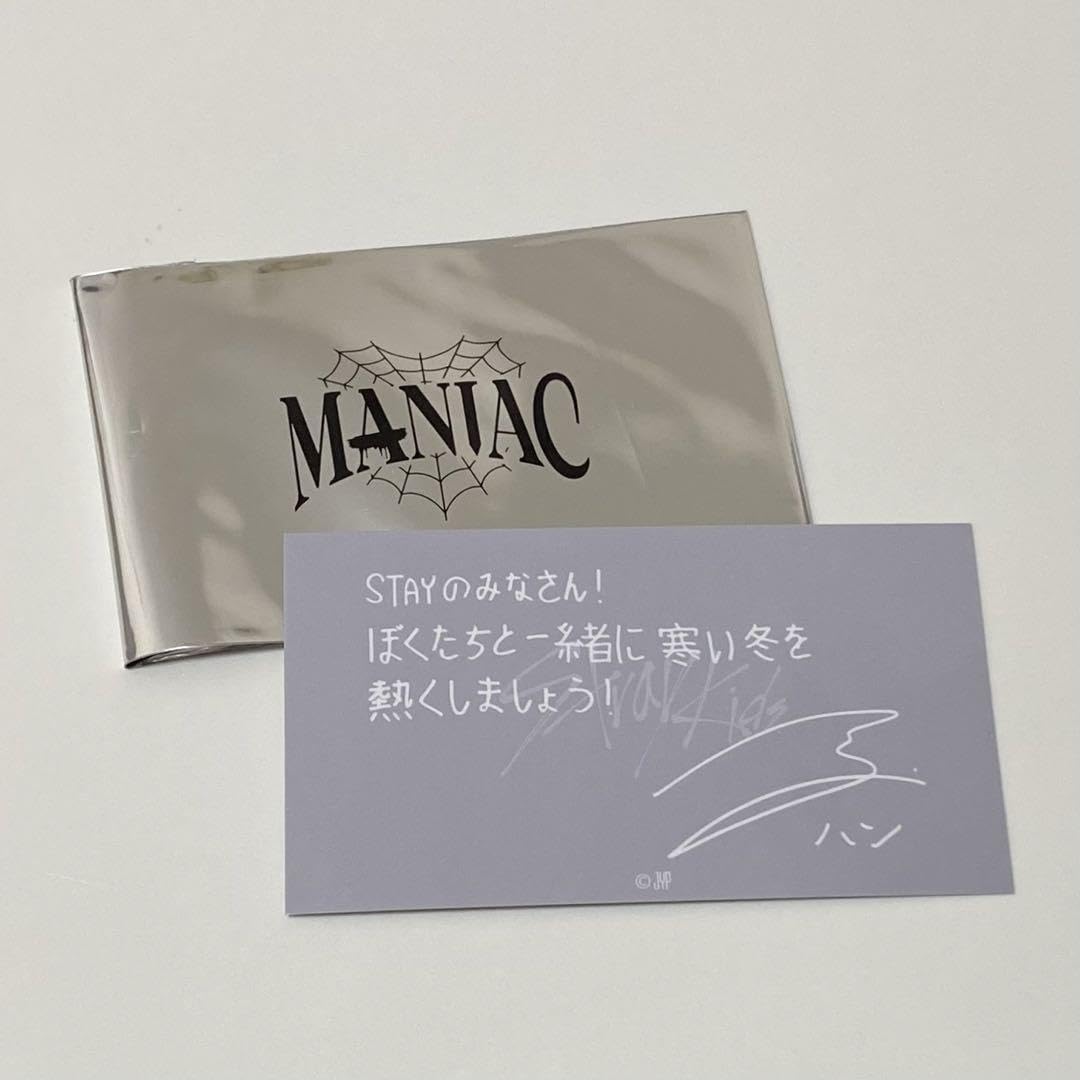 MANIAC
STAYのみなさん!
ぼくたちと一緒に寒い冬を
熱くしましょう!
Stray Kids
ハン
© JYP